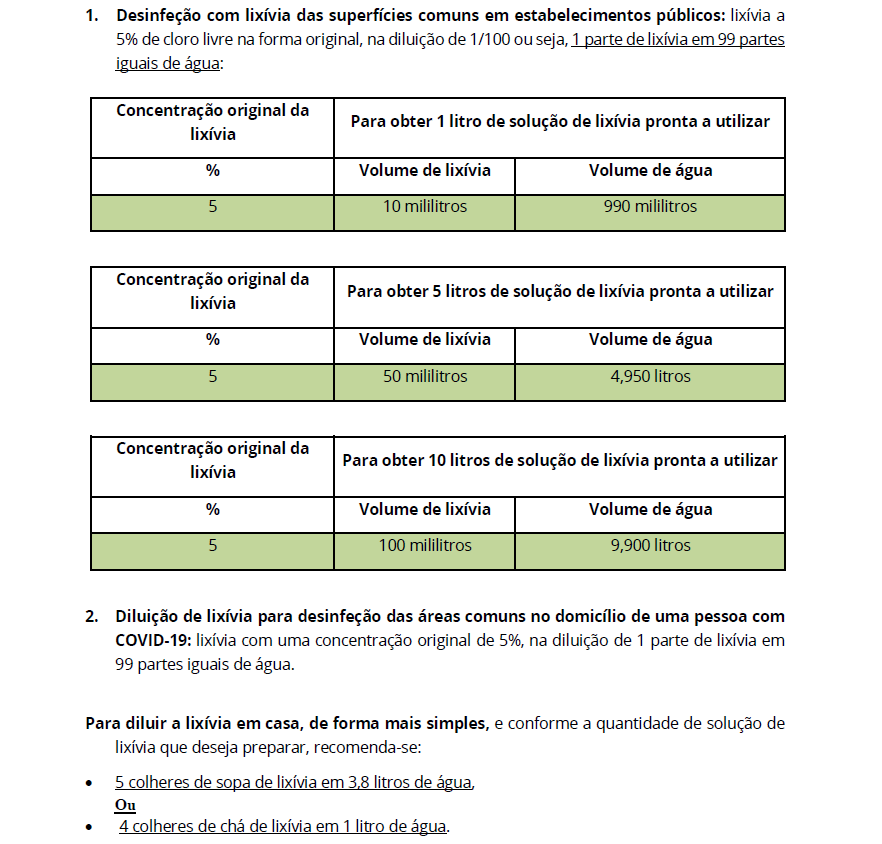 1. Desinfeção com lixívia das superfícies comuns em estabelecimentos públicos: lixívia a
5% de cloro livre na forma original, na diluição de 1/100 ou seja, 1 parte de lixívia em 99 partes
iguais de água:
Concentração original da
lixívia
Para obter 1 litro de solução de lixívia pronta a utilizar
% Volume de lixívia Volume de água
5 10 mililitros 990 mililitros
Concentração original da
lixívia
Para obter 5 litros de solução de lixívia pronta a utilizar
% Volume de lixívia Volume de água
5 50 mililitros 4,950 litros
Concentração original da
lixívia
Para obter 10 litros de solução de lixívia pronta a utilizar
% Volume de lixívia Volume de água
5 100 mililitros 9,900 litros
2. Diluição de lixívia para desinfeção das áreas comuns no domicílio de uma pessoa com
COVID-19: lixívia com uma concentração original de 5%, na diluição de 1 parte de lixívia em
99 partes iguais de água.
Para diluir a lixívia em casa, de forma mais simples, e conforme a quantidade de solução de
lixívia que deseja preparar, recomenda-se:
• 5 colheres de sopa de lixívia em 3,8 litros de água,
Ou
• 4 colheres de chá de lixívia em 1 litro de água.